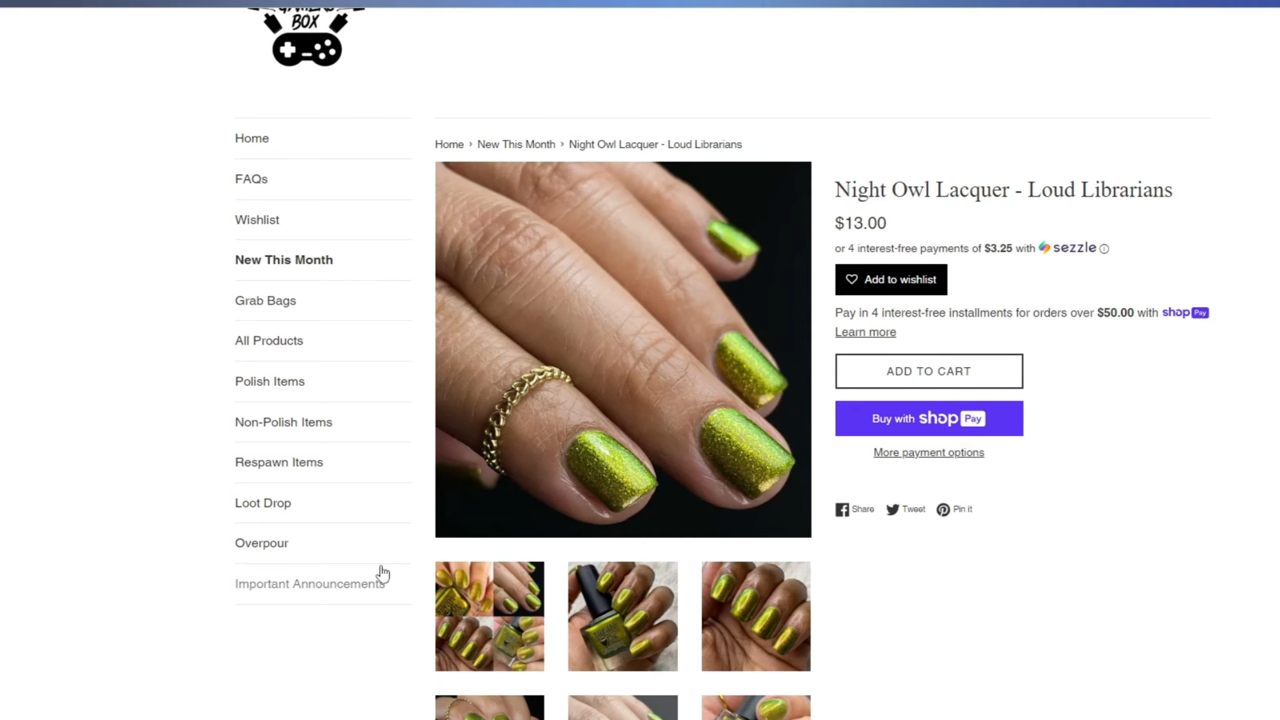 BOX
Home
FAQs
Wishlist
New This Month
Grab Bags
All Products
Polish Items
Non-Polish Items
Respawn Items
Loot Drop
Overpour
Important Announcements
Home › New This Month › Night Owl Lacquer - Loud Librarians
Night Owl Lacquer - Loud Librarians
$13.00
or 4 interest-free payments of $3.25 with sezzle
Add to wishlist
Pay in 4 interest-free installments for orders over $50.00 with shop Pay
Learn more
ADD TO CART
Buy with shop Pay
More payment options
Share
Tweet
Pin it